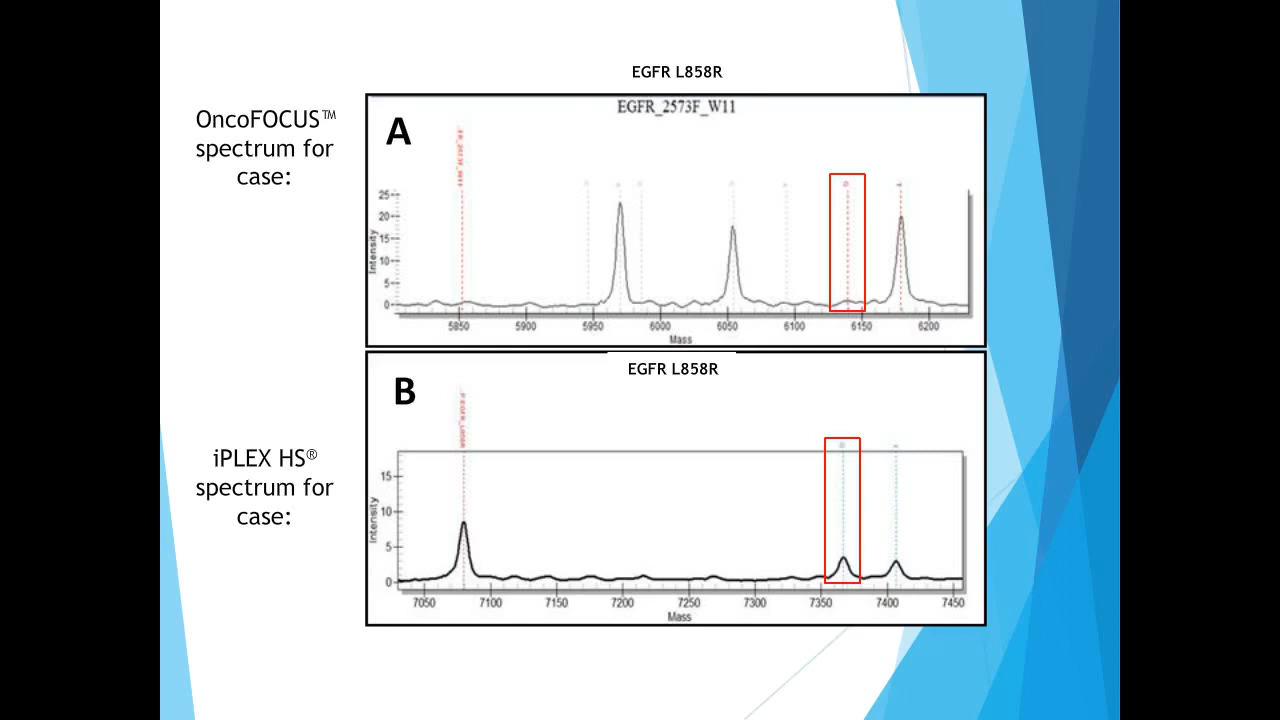 EGFR L858R
OncoFOCUS™
spectrum for
case:
EGFR_2573F_W11
A
25
20
15
10
5
0
Intensity
5850 5900 5950 6000 6050 6100 6150 6200
Mass
EGFR L858R
B
iPLEX HS®
spectrum for
case:
15
10
5
0
Intensity
7050 7100 7150 7200 7250 7300 7350 7400 7450
Mass